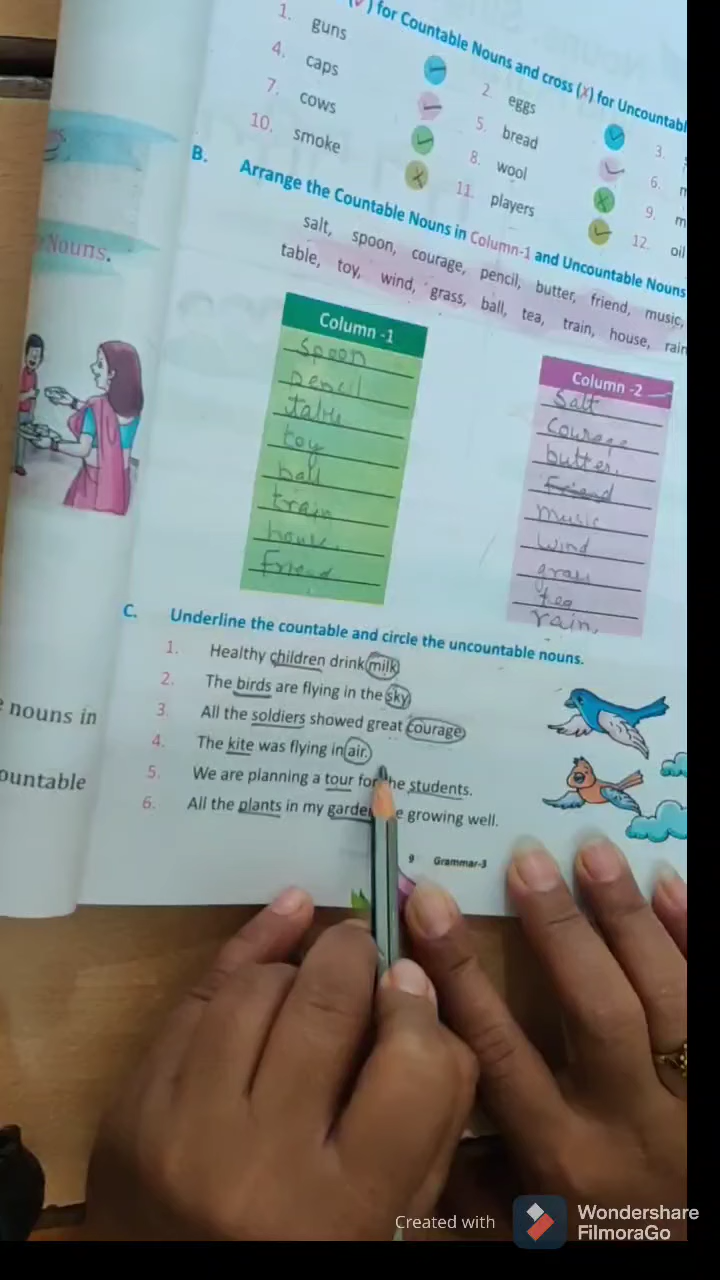 ✓) for Countable Nouns and cross (✗) for Uncountabl
1. guns
2. eggs
3.
4. caps
5. bread
6.
7. cows
8. wool
9. m
10. smoke
11. players
12. oil
B. Arrange the Countable Nouns in Column-1 and Uncountable Nouns
salt, spoon, courage, pencil, butter, friend, music,
table, toy, wind, grass, ball, tea, train, house, rain
Nouns.
Column -1
Spoon
Pencil
table
toy
ball
train
house
Friend
Column -2
Salt
Courage
butter.
Friend
music
wind
grass
tea
rain.
C. Underline the countable and circle the uncountable nouns.
1. Healthy children drink milk
2. The birds are flying in the sky
3. All the soldiers showed great courage
4. The kite was flying in air.
5. We are planning a tour for he students.
6. All the plants in my garde e growing well.
nouns in
ountable
9 Grammar-3
Created with Wondershare
FilmoraGo